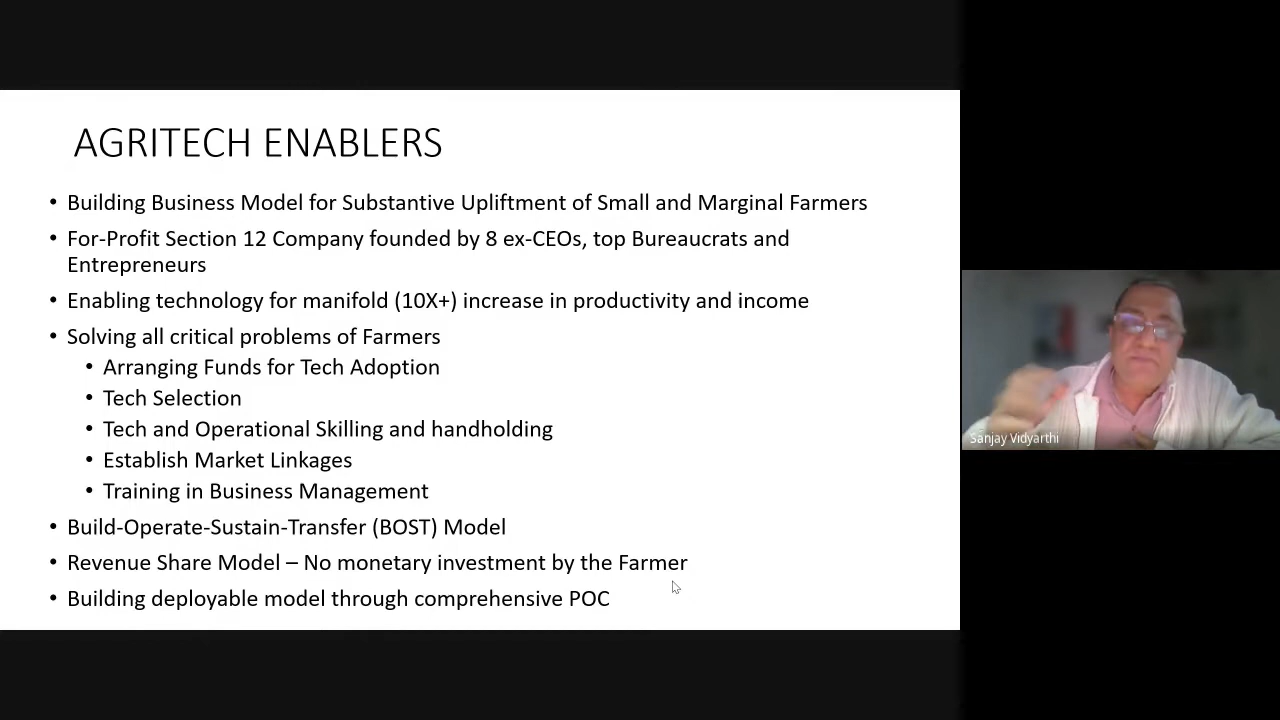 AGRITECH ENABLERS
• Building Business Model for Substantive Upliftment of Small and Marginal Farmers
• For-Profit Section 12 Company founded by 8 ex-CEOs, top Bureaucrats and
Entrepreneurs
• Enabling technology for manifold (10X+) increase in productivity and income
• Solving all critical problems of Farmers
• Arranging Funds for Tech Adoption
• Tech Selection
• Tech and Operational Skilling and handholding
• Establish Market Linkages
• Training in Business Management
• Build-Operate-Sustain-Transfer (BOST) Model
• Revenue Share Model – No monetary investment by the Farmer
• Building deployable model through comprehensive POC
Sanjay Vidyarthi